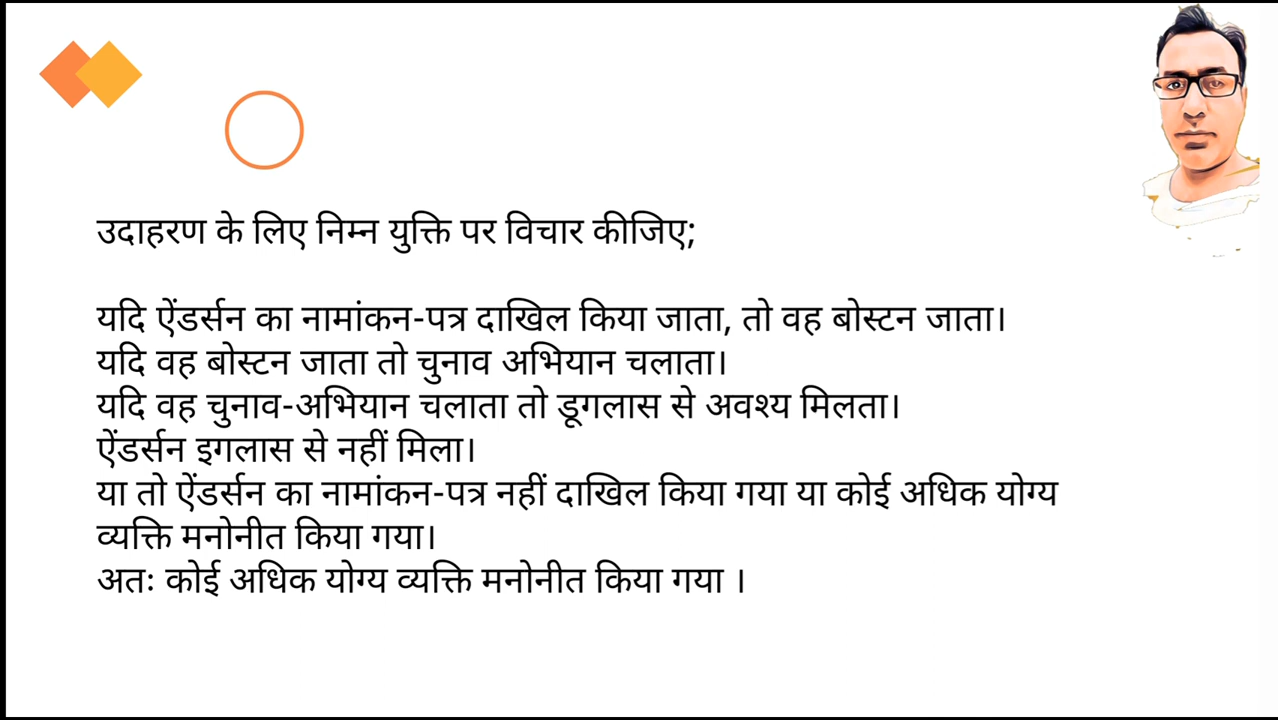 उदाहरण के लिए निम्न युक्ति पर विचार कीजिए;
यदि ऐंडर्सन का नामांकन-पत्र दाखिल किया जाता, तो वह बोस्टन जाता।
यदि वह बोस्टन जाता तो चुनाव अभियान चलाता।
यदि वह चुनाव-अभियान चलाता तो डूगलास से अवश्य मिलता।
ऐंडर्सन इगलास से नहीं मिला।
या तो ऐंडर्सन का नामांकन-पत्र नहीं दाखिल किया गया या कोई अधिक योग्य
व्यक्ति मनोनीत किया गया।
अतः कोई अधिक योग्य व्यक्ति मनोनीत किया गया ।